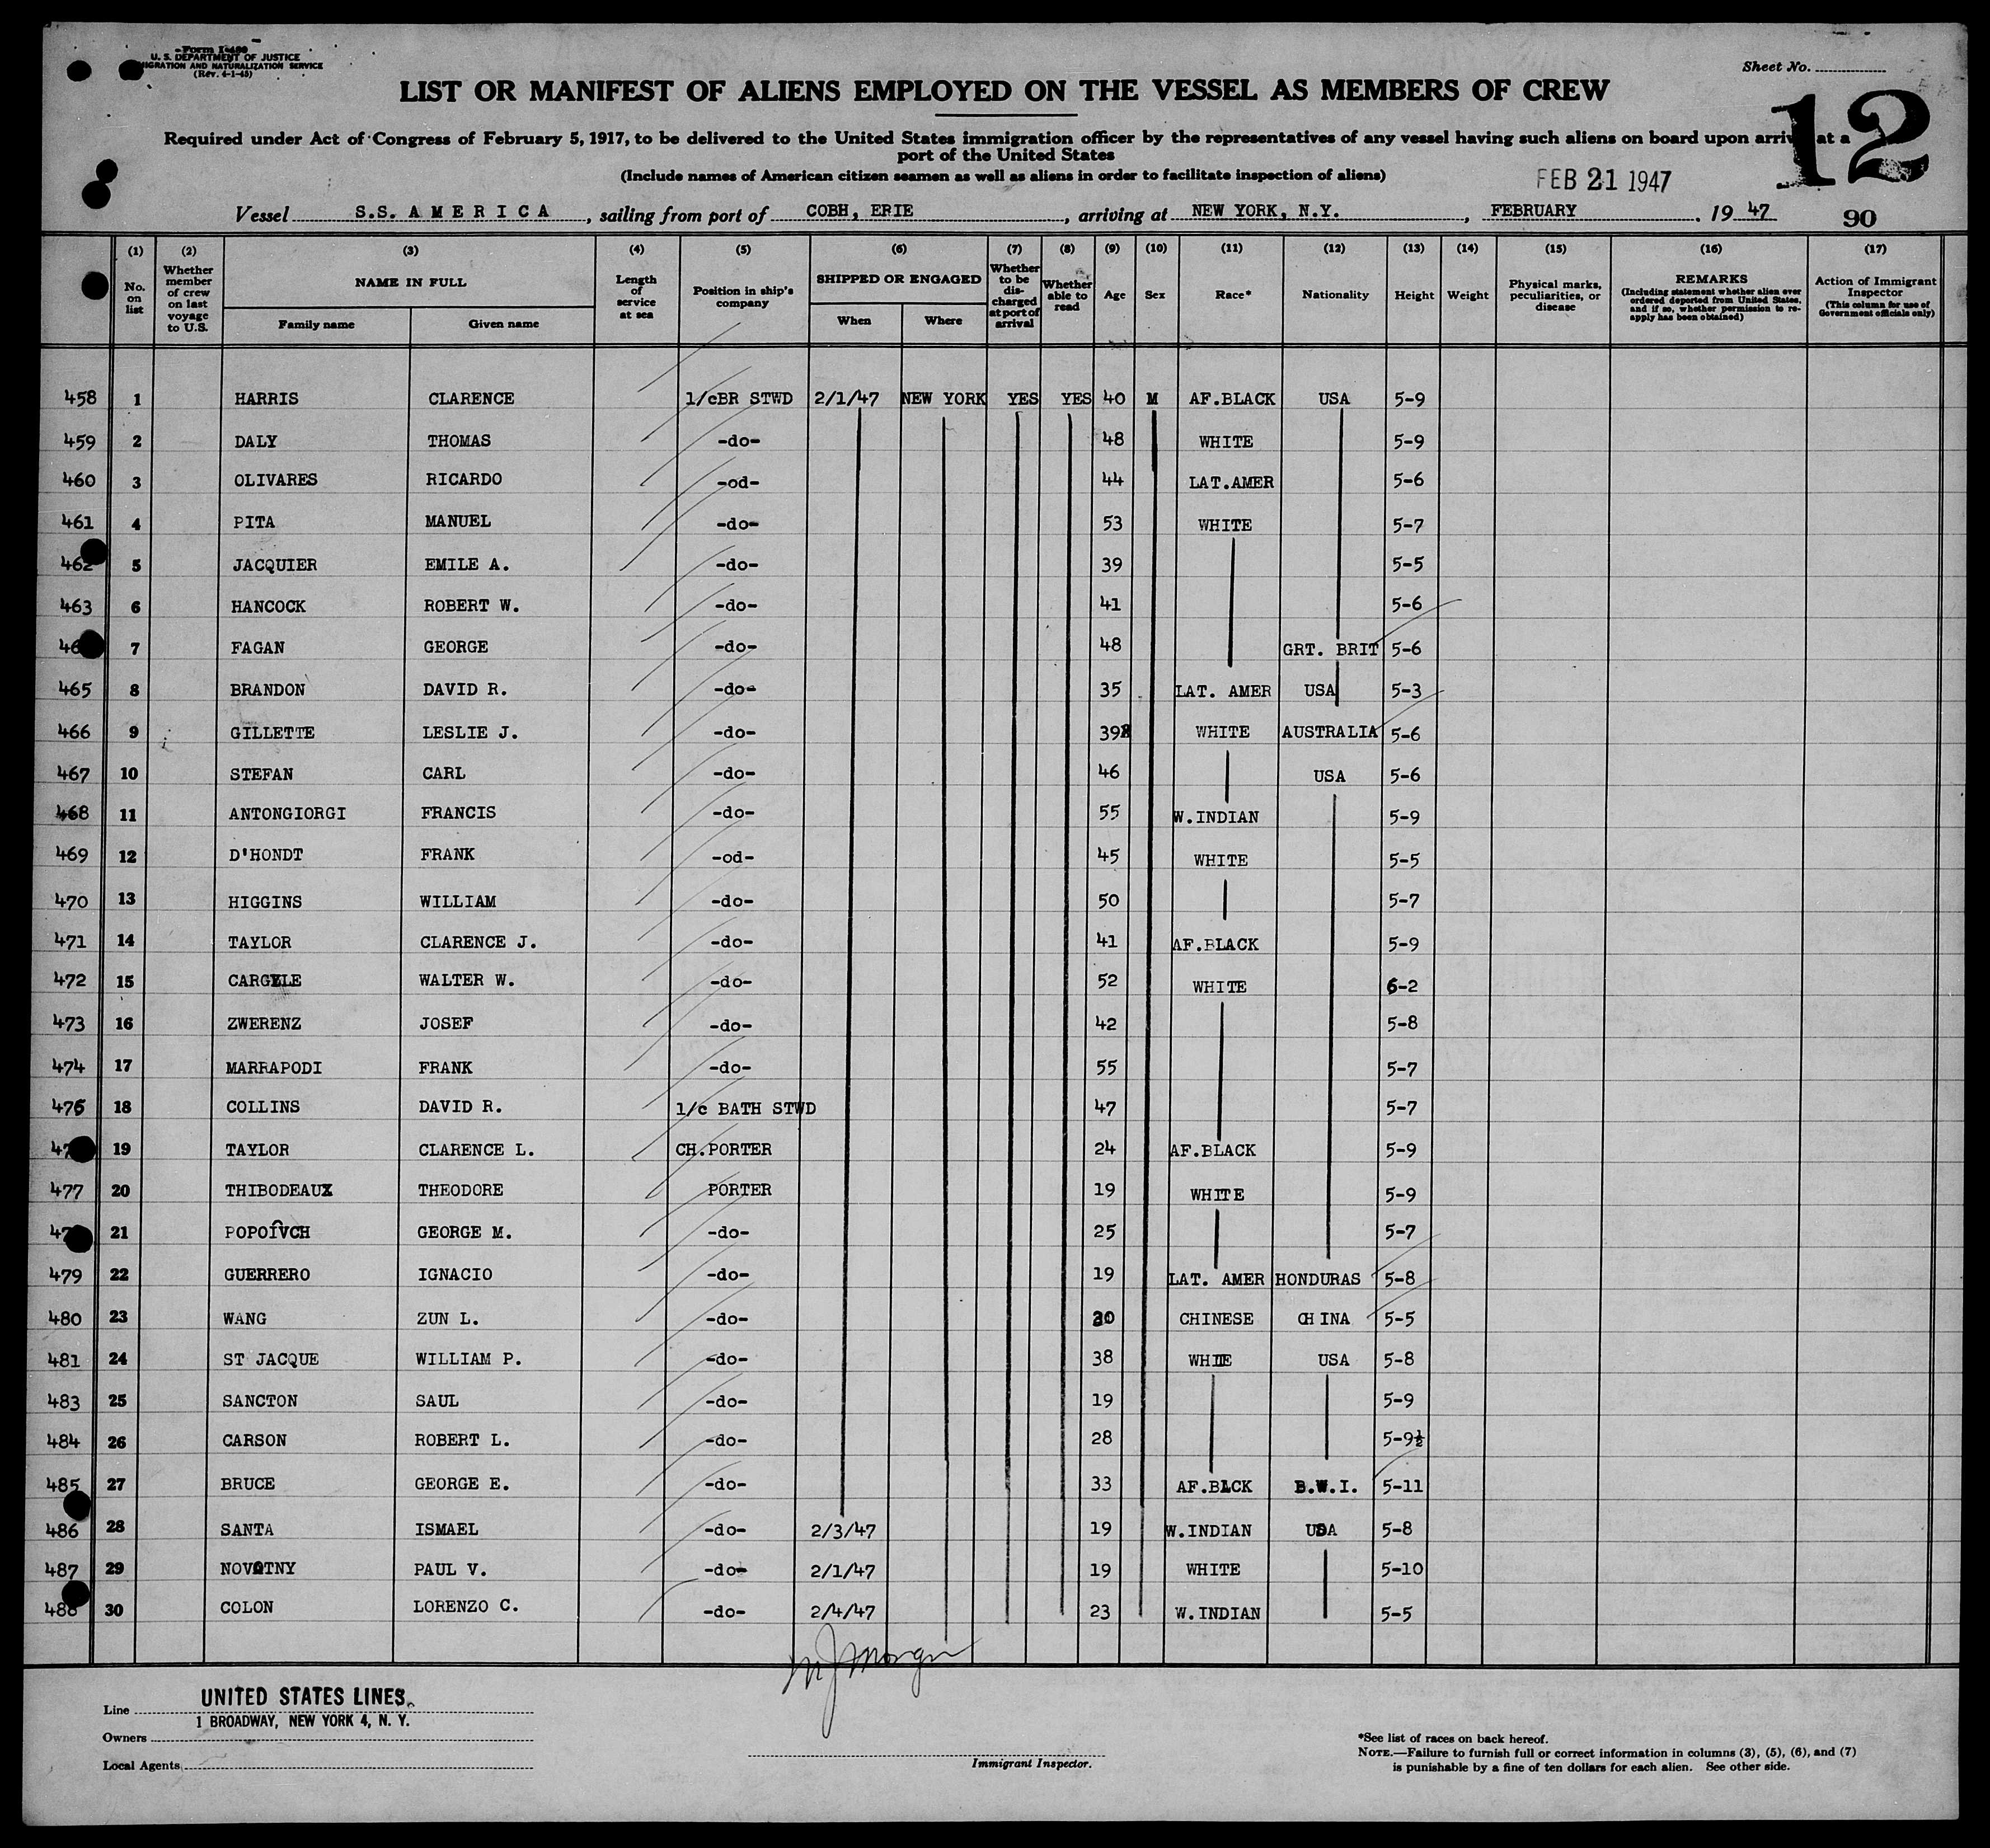 Form I-480
U. S. DEPARTMENT OF JUSTICE
IMMIGRATION AND NATURALIZATION SERVICE
(Rev. 4-1-45)
Sheet No.
LIST OR MANIFEST OF ALIENS EMPLOYED ON THE VESSEL AS MEMBERS OF CREW
12
Required under Act of Congress of February 5, 1917, to be delivered to the United States immigration officer by the representatives of any vessel having such aliens on board upon arrival at a
port of the United States
(Include names of American citizen seamen as well as aliens in order to facilitate inspection of aliens)
FEB 21 1947
Vessel S.S. AMERICA, sailing from port of COBH, ERIE, arriving at NEW YORK, N.Y., FEBRUARY, 19 47
90
(1) No. on list
(2) Whether member of crew on last voyage to U.S.
(3) NAME IN FULL Family name Given name
(4) Length of service at sea
(5) Position in ship's company
(6) SHIPPED OR ENGAGED When Where
(7) Whether to be discharged at port of arrival
(8) Whether able to read
(9) Age
(10) Sex
(11) Race*
(12) Nationality
(13) Height
(14) Weight
(15) Physical marks, peculiarities, or disease
(16) REMARKS (Including statement whether alien ever ordered deported from United States, and if so, whether permission to re-apply has been obtained)
(17) Action of Immigrant Inspector (This column for use of Government officials only)
458 1 HARRIS CLARENCE 1/cBR STWD 2/1/47 NEW YORK YES YES 40 M AF.BLACK USA 5-9
459 2 DALY THOMAS -do- 48 WHITE 5-9
460 3 OLIVARES RICARDO -od- 44 LAT.AMER 5-6
461 4 PITA MANUEL -do- 53 WHITE 5-7
462 5 JACQUIER EMILE A. -do- 39 5-5
463 6 HANCOCK ROBERT W. -do- 41 5-6
7 FAGAN GEORGE -do- 48 GRT. BRIT 5-6
465 8 BRANDON DAVID R. -do- 35 LAT. AMER USA 5-3
466 9 GILLETTE LESLIE J. -do- 39 WHITE AUSTRALIA 5-6
467 10 STEFAN CARL -do- 46 USA 5-6
468 11 ANTONGIORGI FRANCIS -do- 55 W.INDIAN 5-9
469 12 D'HONDT FRANK -od- 45 WHITE 5-5
470 13 HIGGINS WILLIAM -do- 50 5-7
471 14 TAYLOR CLARENCE J. -do- 41 AF.BLACK 5-9
472 15 WALTER W. -do- 52 WHITE 6-2
473 16 ZWERENZ JOSEF -do- 42 5-8
474 17 MARRAPODI FRANK -do- 55 5-7
18 COLLINS DAVID R. 1/c BATH STWD 47 5-7
19 TAYLOR CLARENCE L. CH.PORTER 24 AF.BLACK 5-9
477 20 THIBODEAUX THEODORE PORTER 19 WHITE 5-9
21 GEORGE M. -do- 25 5-7
479 22 GUERRERO IGNACIO -do- 19 LAT. AMER HONDURAS 5-8
480 23 WANG ZUN L. -do- CHINESE CHINA 5-5
481 24 ST JACQUE WILLIAM P. -do- 38 WHITE USA 5-8
483 25 SANCTON SAUL -do- 19 5-9
484 26 CARSON ROBERT L. -do- 28 5-9½
485 27 BRUCE GEORGE E. -do- 33 AF.BLCK B.W.I. 5-11
486 28 SANTA ISMAEL -do- 2/3/47 19 W.INDIAN USA 5-8
487 29 NOVOTNY PAUL V. -do- 2/1/47 19 WHITE 5-10
488 30 COLON LORENZO C. -do- 2/4/47 23 W.INDIAN 5-5
M J Morgan
Line UNITED STATES LINES
1 BROADWAY, NEW YORK 4, N. Y.
Owners
Local Agents
Immigrant Inspector.
*See list of races on back hereof.
NOTE.—Failure to furnish full or correct information in columns (3), (5), (6), and (7)
is punishable by a fine of ten dollars for each alien. See other side.